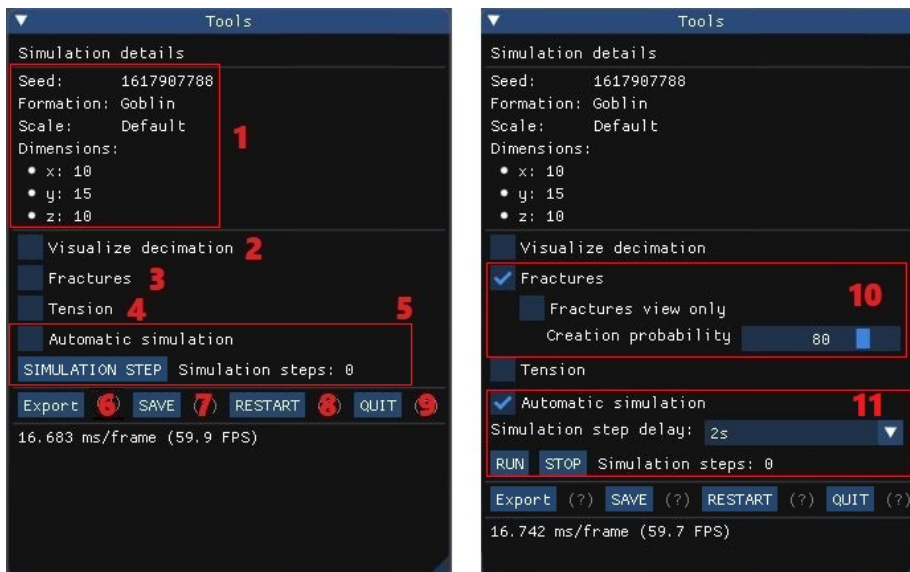 Tools
Simulation details
Seed: 1617907788
Formation: Goblin
Scale: Default
Dimensions:
x: 10
y: 15
z: 10
1
Visualize decimation 2
Fractures 3
Tension 4
5
Automatic simulation
SIMULATION STEP Simulation steps: 0
Export 6) SAVE (7) RESTART (8) QUIT (9)
16.683 ms/frame (59.9 FPS)
Tools
Simulation details
Seed: 1617907788
Formation: Goblin
Scale: Default
Dimensions:
x: 10
y: 15
z: 10
Visualize decimation
Fractures
10
Fractures view only
Creation probability 80
Tension
Automatic simulation 11
Simulation step delay: 2s
RUN STOP Simulation steps: 0
Export (?) SAVE (?) RESTART (?) QUIT (?)
16.742 ms/frame (59.7 FPS)